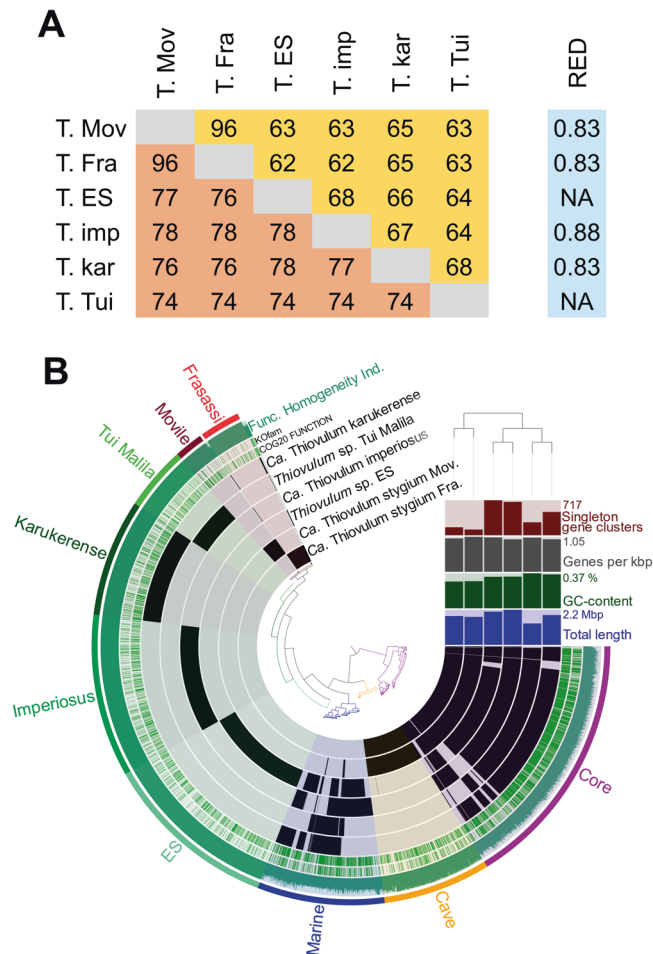 A
T. Mov T. Fra T. ES T. imp T. kar T. Tui RED
T. Mov 96 63 63 65 63 0.83
T. Fra 96 62 62 65 63 0.83
T. ES 77 76 68 66 64 NA
T. imp 78 78 78 67 64 0.88
T. kar 76 76 78 77 68 0.83
T. Tui 74 74 74 74 74 NA
B
Frasassi
Movile
Tui Malila
Karukerense
Imperiosus
ES
Marine
Cave
Core
Func. Homogeneity Ind.
KOfam
COG20 FUNCTION
Ca. Thiovulum karukerense
Thiovulum sp. Tui Malila
Ca. Thiovulum imperiosus
Thiovulum sp. ES
Ca. Thiovulum stygium Mov.
Ca. Thiovulum stygium Fra.
717
Singleton
gene clusters
1.05
Genes per kbp
0.37 %
GC-content
2.2 Mbp
Total length